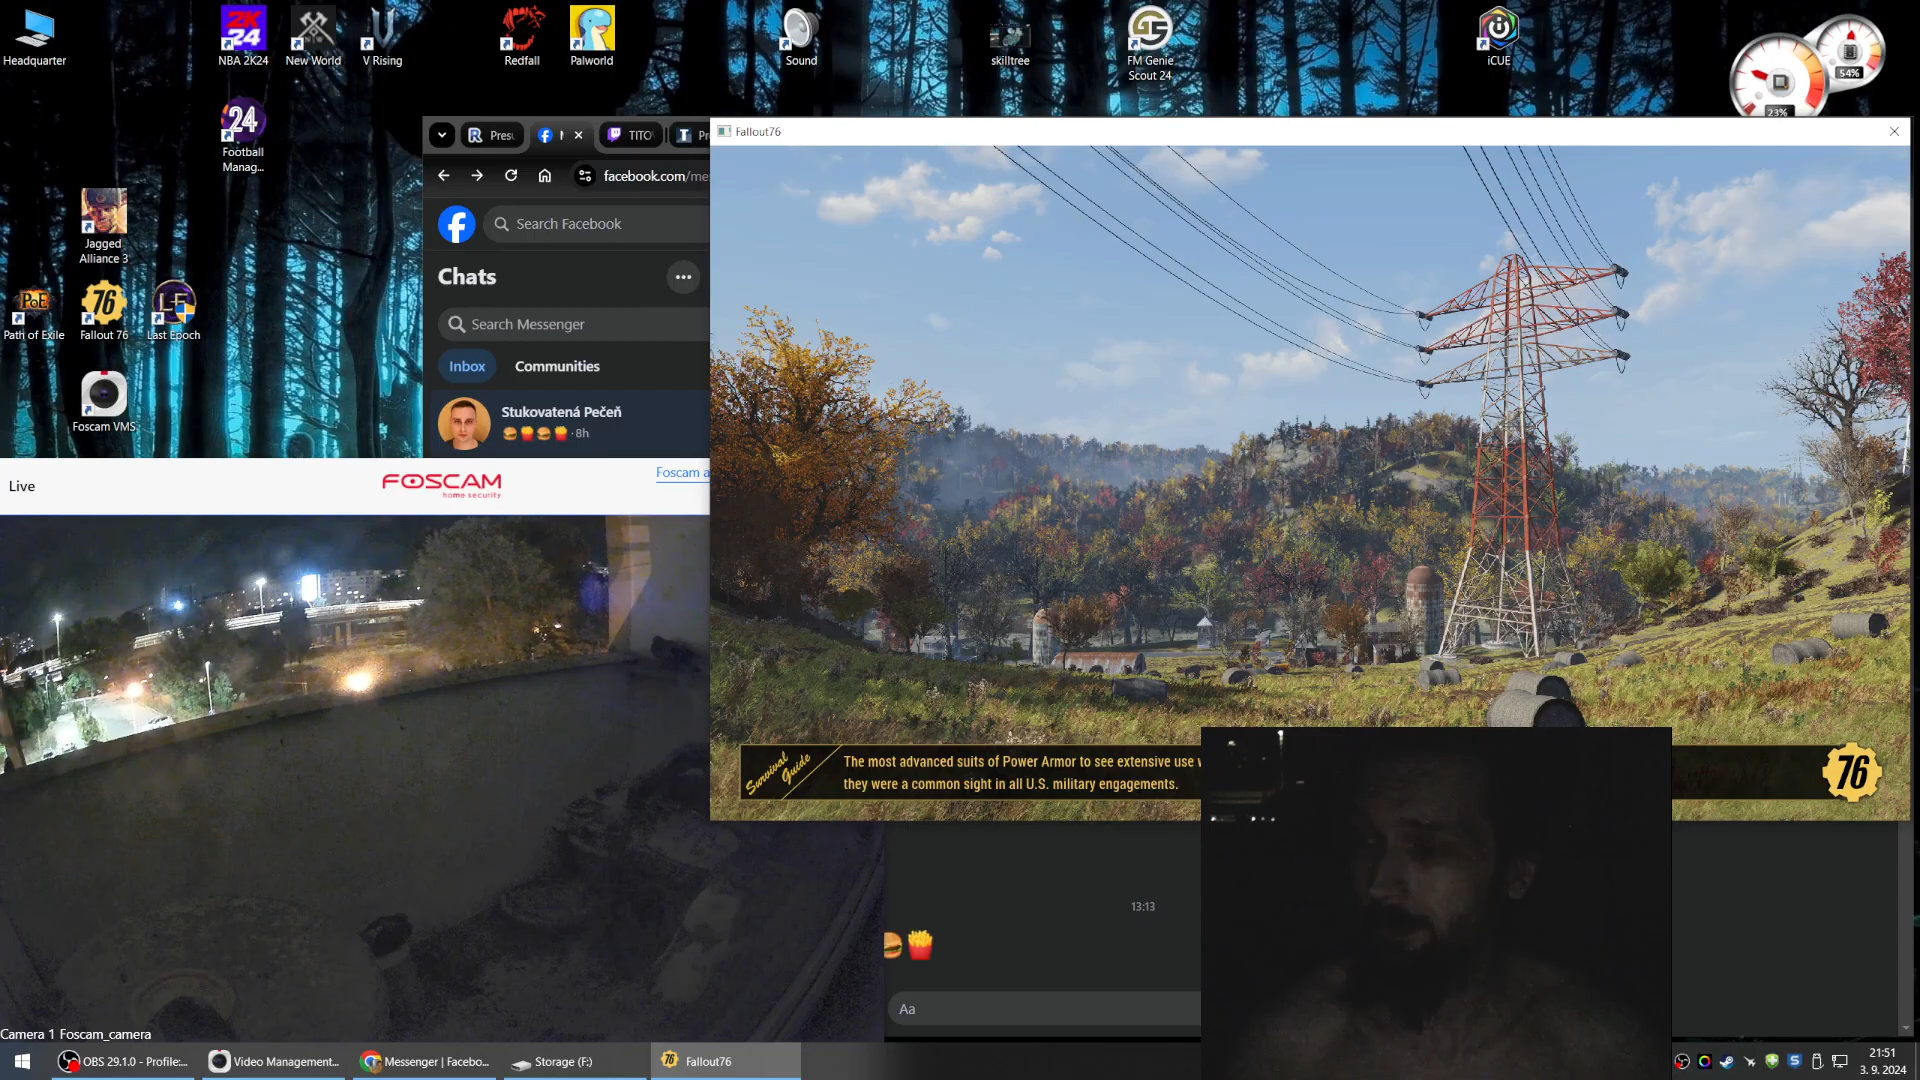 Headquarter
NBA 2K24
New World
V Rising
Redfall
Palworld
Sound
skilltree
FM Genie
Scout 24
iCUE
54%
23%
24
Football
Manag...
Jagged
Alliance 3
Path of Exile
Fallout 76
Last Epoch
Foscam VMS
TITO
facebook.com/me
Search Facebook
Chats
Search Messenger
Inbox
Communities
Stukovatená Pečeň
🍔🍟🍔🍟 · 8h
Fallout76
Live
FOSCAM
home security
Foscam a
Survival Guide
The most advanced suits of Power Armor to see extensive use
they were a common sight in all U.S. military engagements.
76
13:13
🍔🍟
Aa
Camera 1 Foscam_camera
OBS 29.1.0 - Profile:...
Video Management...
Messenger | Facebo...
Storage (F:)
Fallout76
21:51
3. 9. 2024